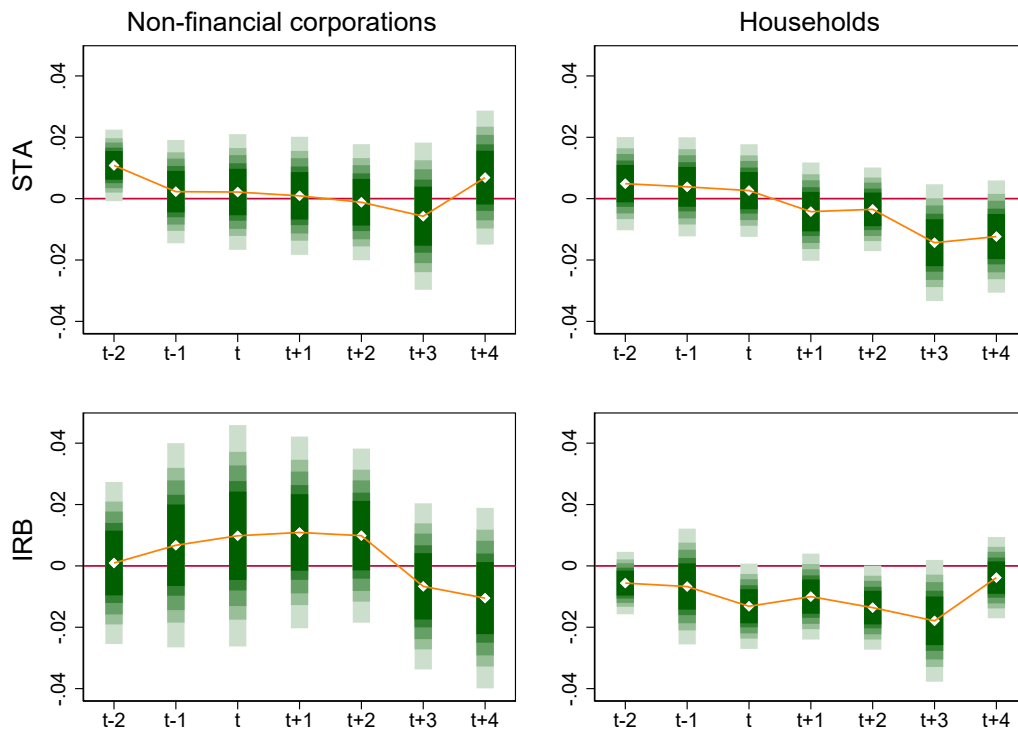 Non-financial corporations
Households
STA
.04
.02
0
-.02
-.04
t-2 t-1 t t+1 t+2 t+3 t+4
.04
.02
0
-.02
-.04
t-2 t-1 t t+1 t+2 t+3 t+4
IRB
.04
.02
0
-.02
-.04
t-2 t-1 t t+1 t+2 t+3 t+4
.04
.02
0
-.02
-.04
t-2 t-1 t t+1 t+2 t+3 t+4